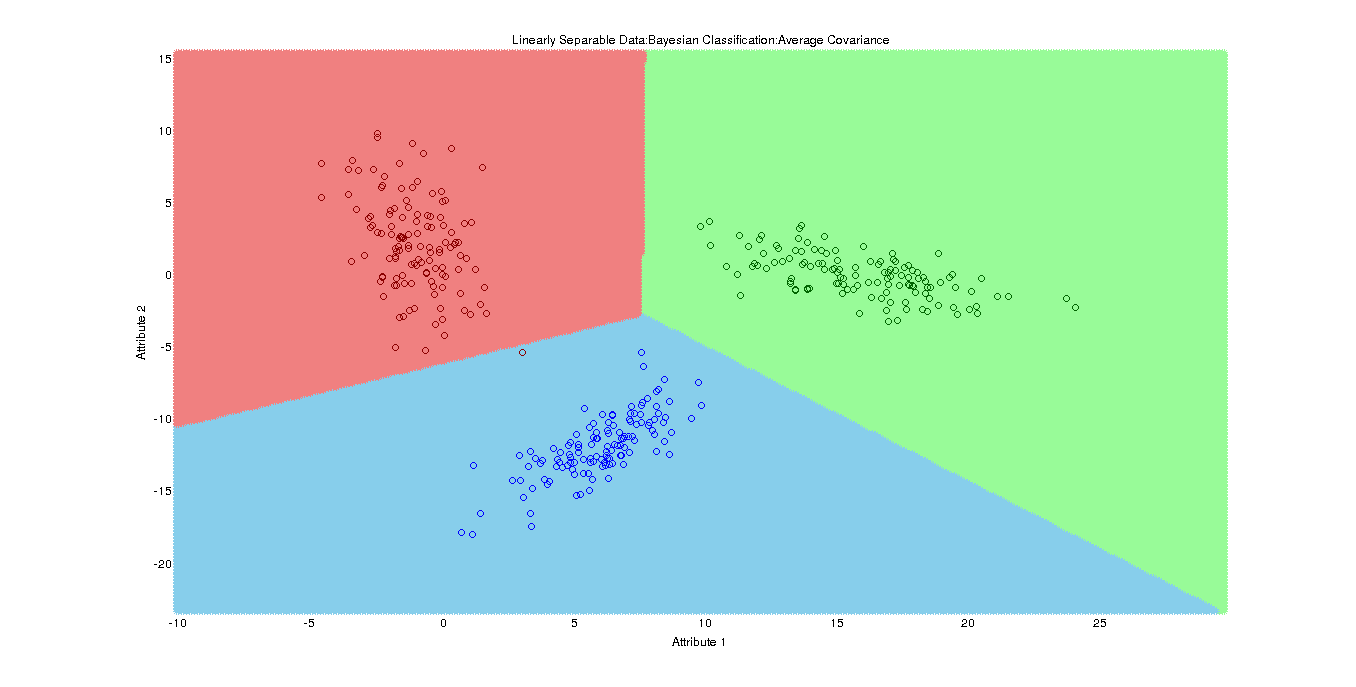 Linearly Separable Data:Bayesian Classification:Average Covariance
15
10
5
0
-5
-10
-15
-20
Attribute 2
-10 -5 0 5 10 15 20 25
Attribute 1